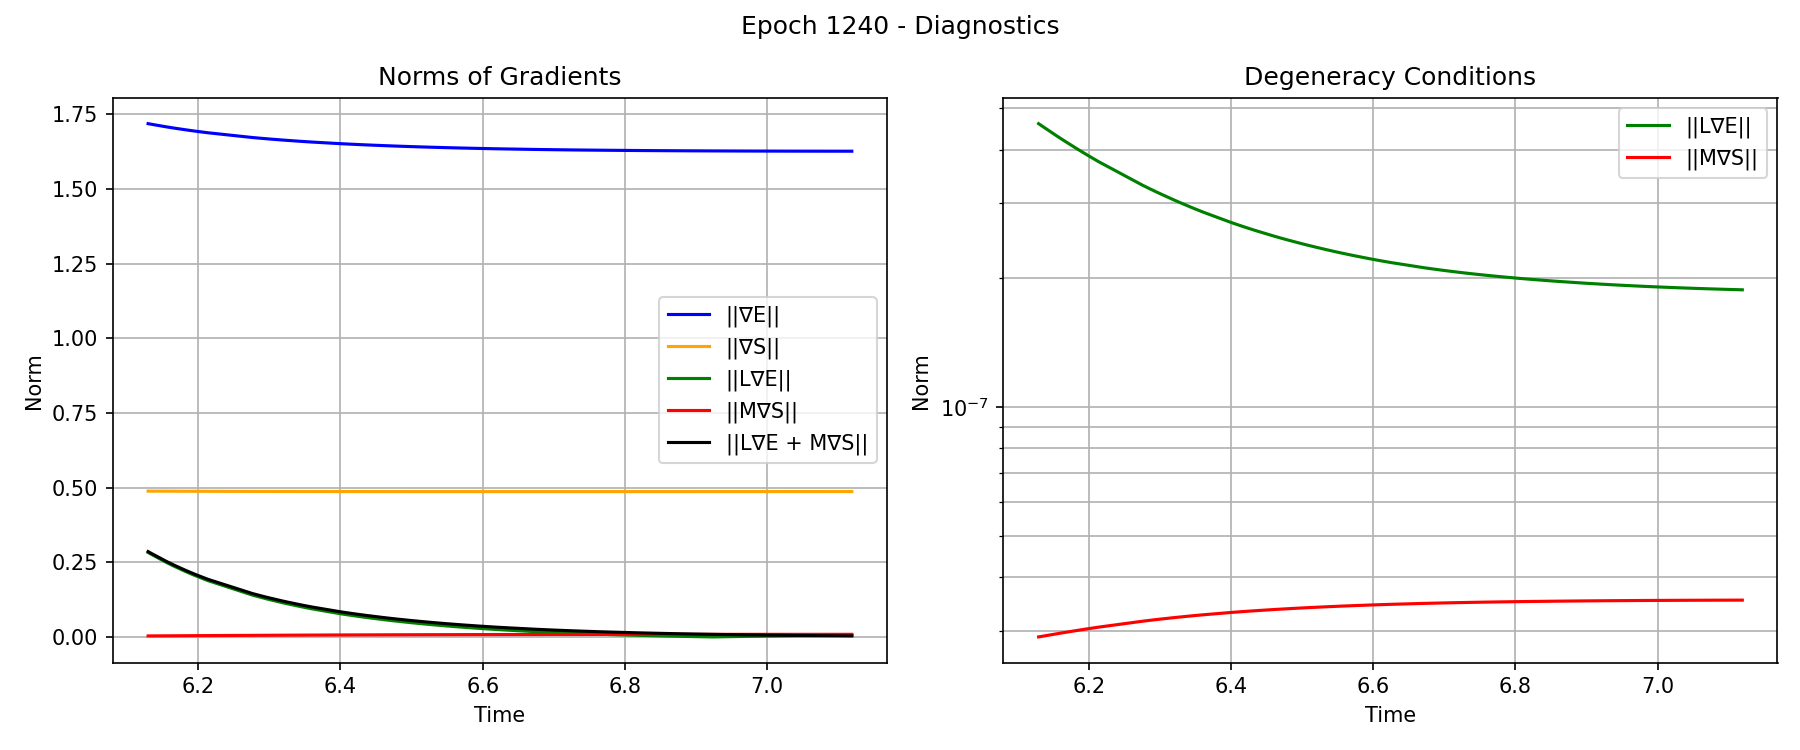 Epoch 1240 - Diagnostics
Norms of Gradients
1.75
1.50
1.25
1.00
0.75
0.50
0.25
0.00
Norm
6.2 6.4 6.6 6.8 7.0
Time
||∇E||
||∇S||
||L∇E||
||M∇S||
||L∇E + M∇S||
Degeneracy Conditions
10⁻⁷
Norm
6.2 6.4 6.6 6.8 7.0
Time
||L∇E||
||M∇S||